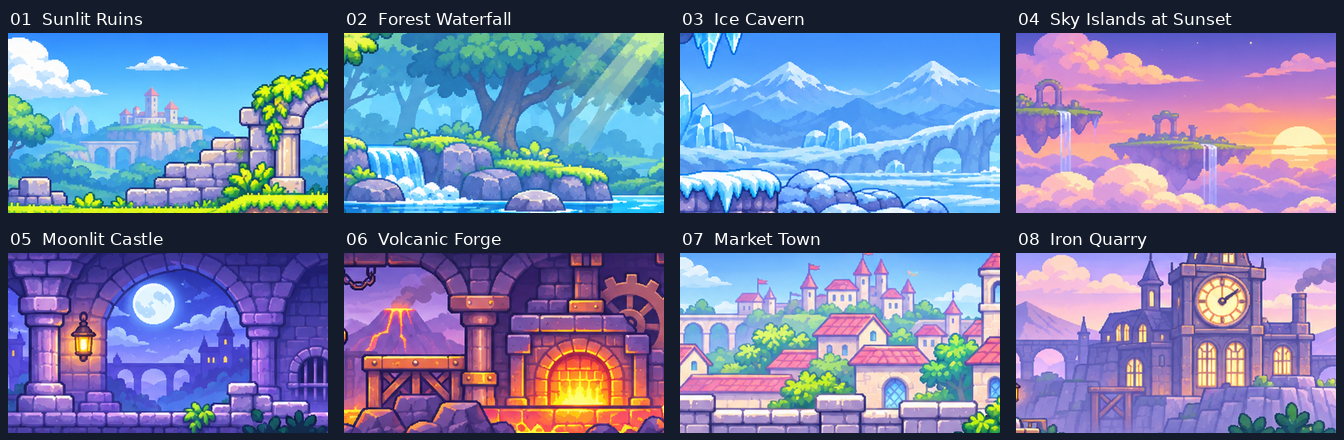 01 Sunlit Ruins
02 Forest Waterfall
03 Ice Cavern
04 Sky Islands at Sunset
05 Moonlit Castle
06 Volcanic Forge
07 Market Town
08 Iron Quarry